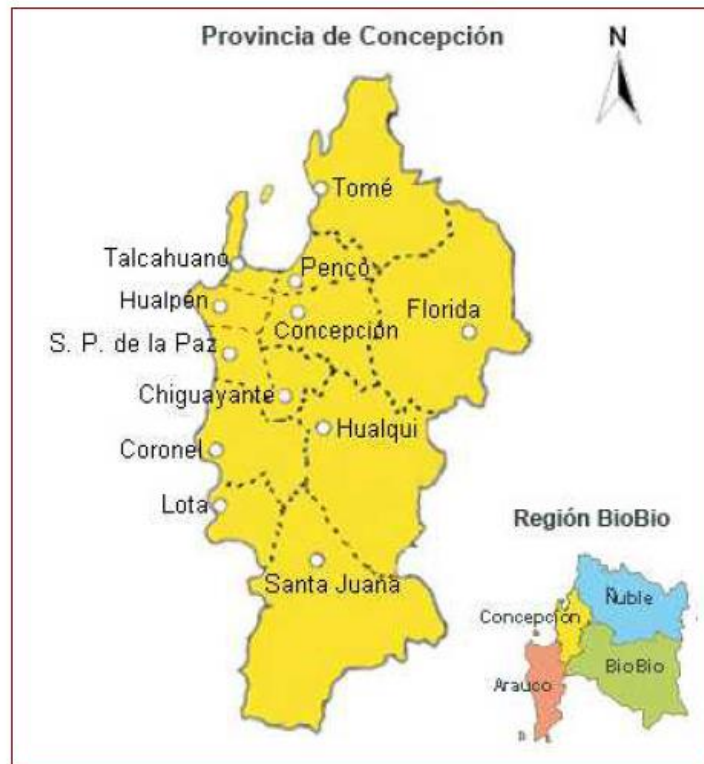 Provincia de Concepción
N
Tomé
Talcahuano
Penco
Hualpén
Florida
Concepción
S. P. de la Paz
Chiguayante
Hualqui
Coronel
Lota
Región BioBio
Santa Juana
Ñuble
Concepción
BioBio
Arauco